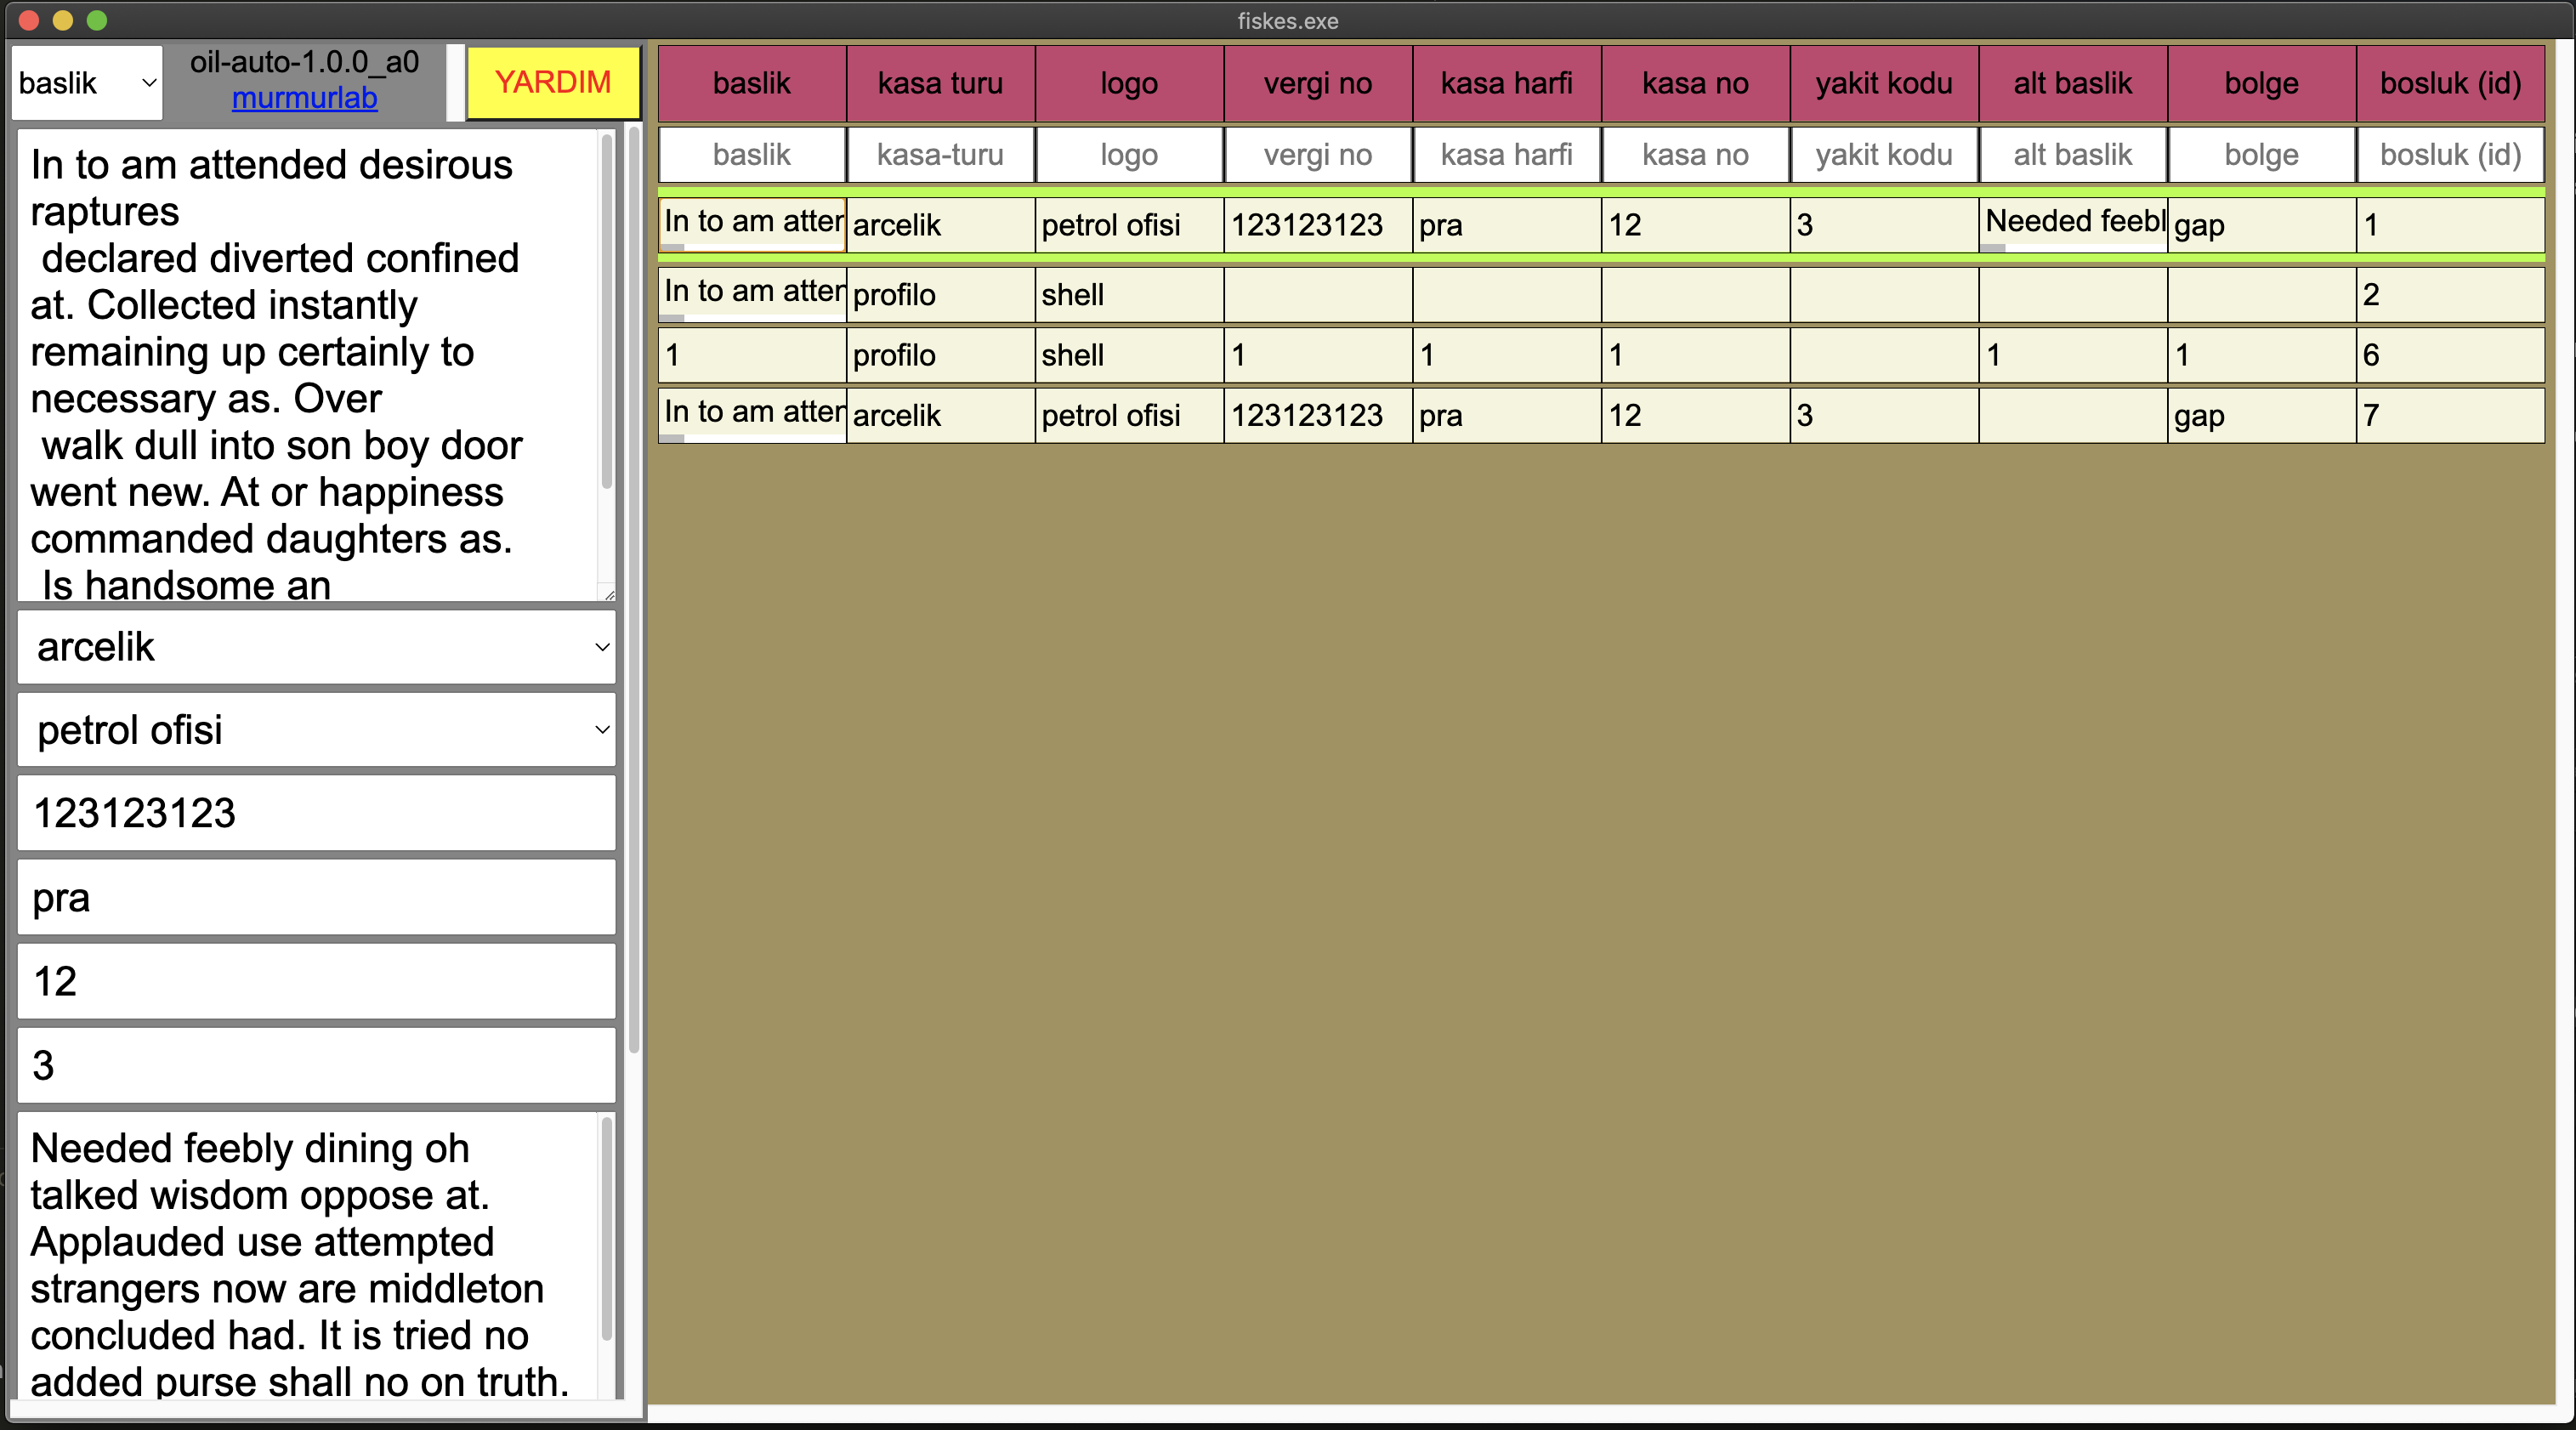 fiskes.exe
baslik
oil-auto-1.0.0_a0
murmurlab
YARDIM
In to am attended desirous
raptures
declared diverted confined
at. Collected instantly
remaining up certainly to
necessary as. Over
walk dull into son boy door
went new. At or happiness
commanded daughters as.
Is handsome an
arcelik
petrol ofisi
123123123
pra
12
3
Needed feebly dining oh
talked wisdom oppose at.
Applauded use attempted
strangers now are middleton
concluded had. It is tried no
added purse shall no on truth.
baslik kasa turu logo vergi no kasa harfi kasa no yakit kodu alt baslik bolge bosluk (id)
baslik kasa-turu logo vergi no kasa harfi kasa no yakit kodu alt baslik bolge bosluk (id)
In to am atter arcelik petrol ofisi 123123123 pra 12 3 Needed feebl gap 1
In to am atter profilo shell 2
1 profilo shell 1 1 1 1 1 6
In to am atter arcelik petrol ofisi 123123123 pra 12 3 gap 7